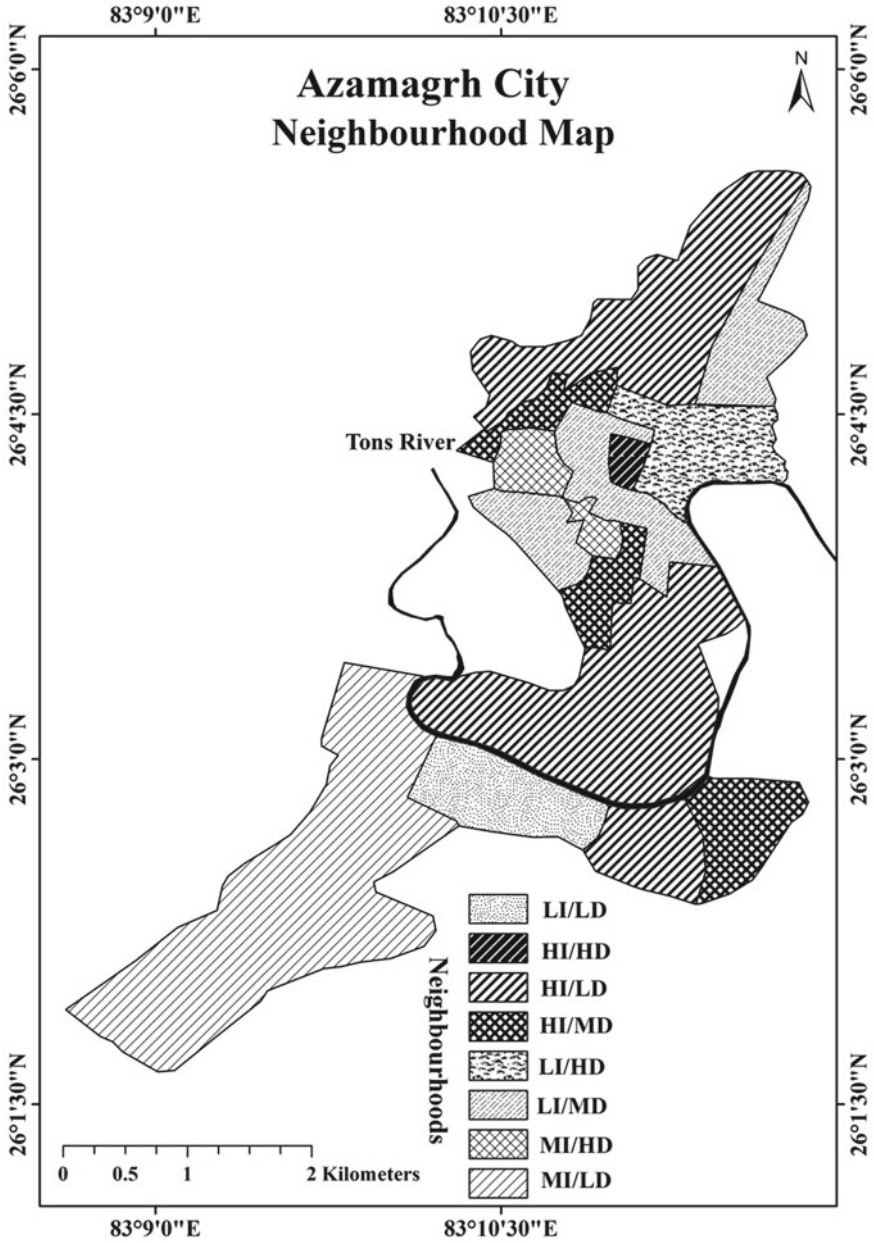 83°9'0"E 83°10'30"E
26°6'0"N 26°6'0"N
N
Azamagrh City
Neighbourhood Map
26°4'30"N 26°4'30"N
Tons River
26°3'0"N 26°3'0"N
Neighbourhoods
LI/LD
HI/HD
HI/LD
HI/MD
LI/HD
LI/MD
MI/HD
MI/LD
26°1'30"N 26°1'30"N
0 0.5 1 2 Kilometers
83°9'0"E 83°10'30"E